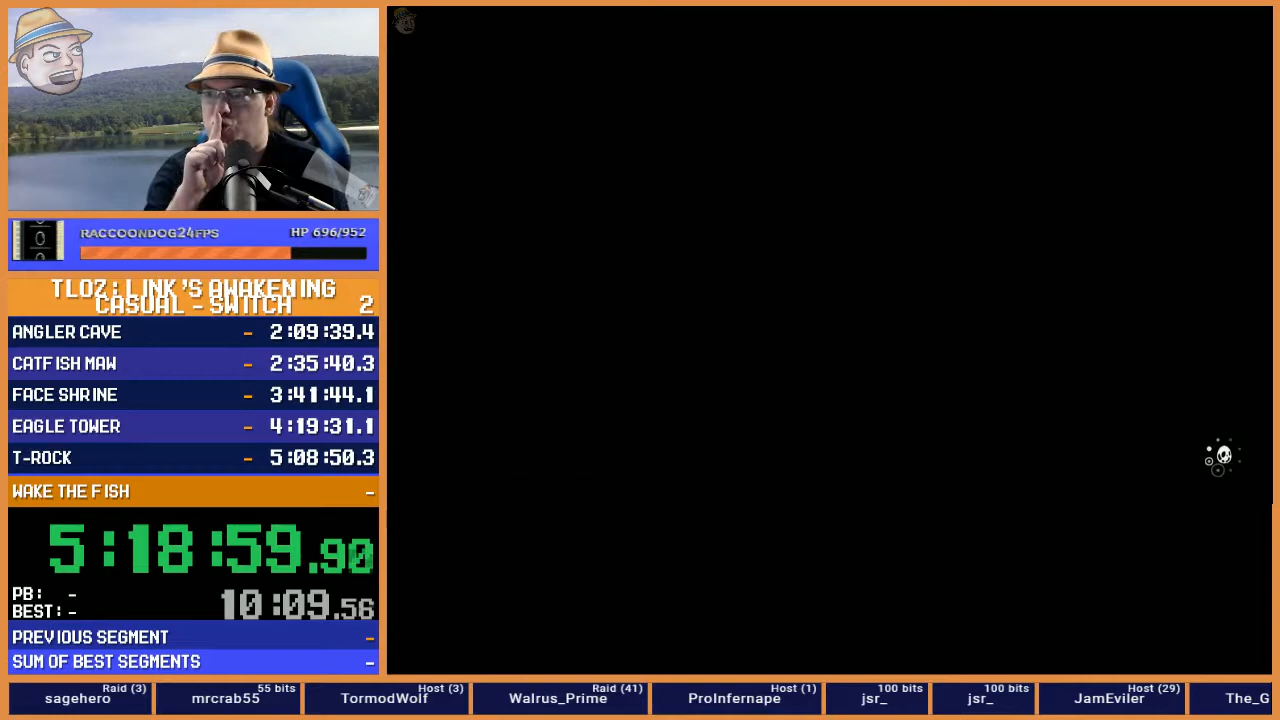 RACCOONDOG24FPS HP 696/952
TLOZ: LINK'S AWAKENING
CASUAL - SWITCH 2
ANGLER CAVE - 2:09:39.4
CATFISH MAW - 2:35:40.3
FACE SHRINE - 3:41:44.1
EAGLE TOWER - 4:19:31.1
T-ROCK - 5:08:50.3
WAKE THE FISH -
5:18:59.90
PB: -
BEST: - 10:09.56
PREVIOUS SEGMENT -
SUM OF BEST SEGMENTS -
Raid (3) 55 bits Host (3) Raid (41) Host (1) 100 bits 100 bits Host (29)
sagehero mrcrab55 TormodWolf Walrus_Prime ProInfernape jsr_ jsr_ JamEviler The_G